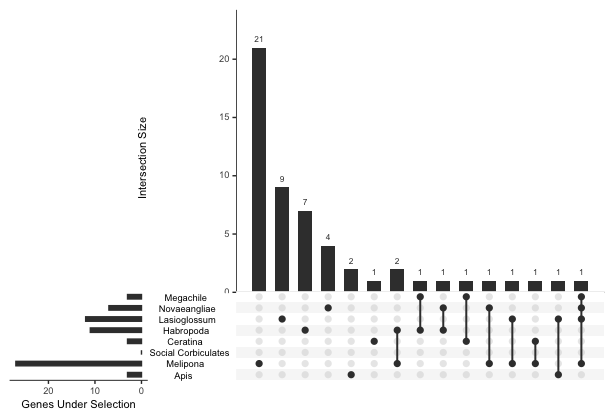 21
20
9
7
4
2
1
2
1
1
1
1
1
1
1
1
15
10
5
0
Intersection Size
Megachile
Novaeangliae
Lasioglossum
Habropoda
Ceratina
Social Corbiculates
Melipona
Apis
20 10 0
Genes Under Selection